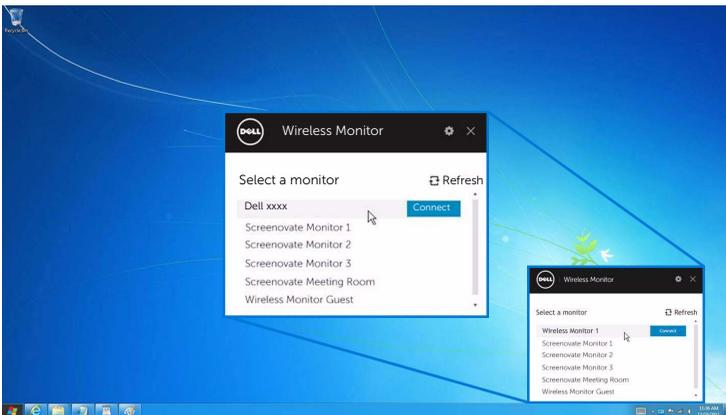 Recycle Bin
DELL
Wireless Monitor
Select a monitor
Refresh
Dell xxxx
Connect
Screenovate Monitor 1
Screenovate Monitor 2
Screenovate Monitor 3
Screenovate Meeting Room
Wireless Monitor Guest
DELL
Wireless Monitor
Select a monitor
Refresh
Wireless Monitor 1
Connect
Screenovate Monitor 1
Screenovate Monitor 2
Screenovate Monitor 3
Screenovate Meeting Room
Wireless Monitor Guest